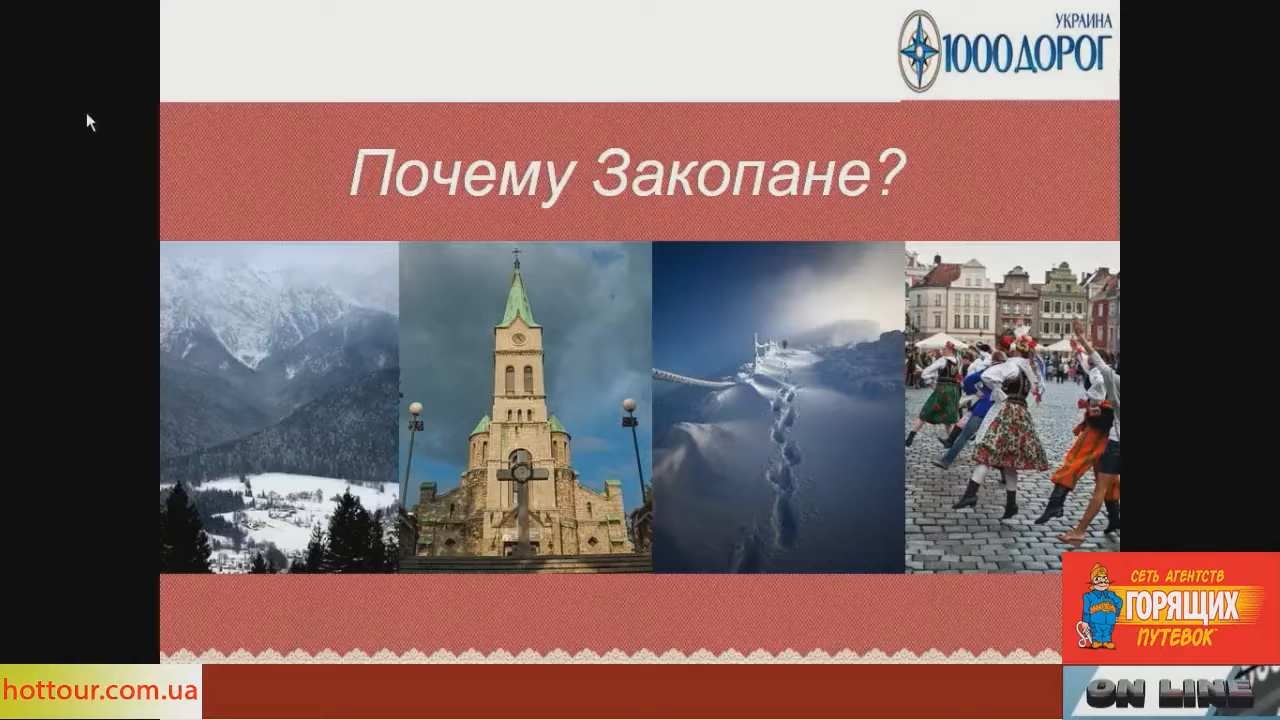 УКРАИНА
1000 ДОРОГ
Почему Закопане?
СЕТЬ АГЕНТСТВ
ГОРЯЩИХ
ПУТЕВОК
hottour.com.ua
ON LINE